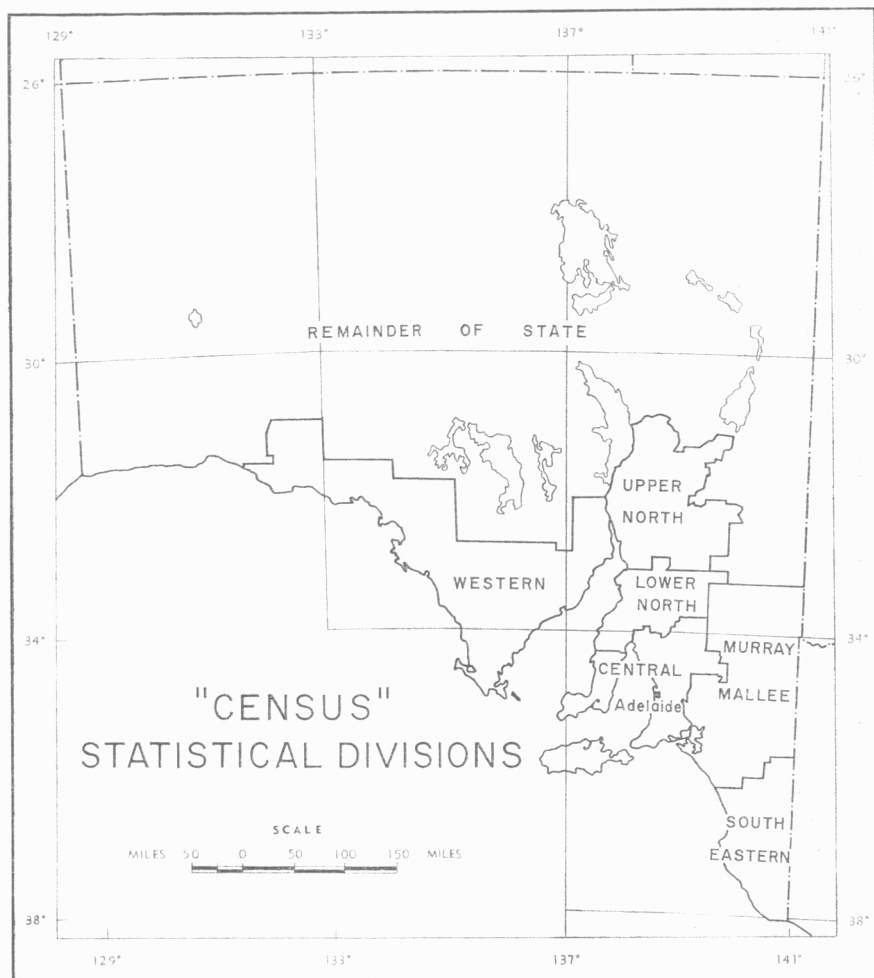 129° 133° 137° 141°
26° 26°
REMAINDER OF STATE
30° 30°
UPPER
NORTH
WESTERN
LOWER
NORTH
34° 34°
MURRAY
CENTRAL
MALLEE
Adelaide
"CENSUS"
STATISTICAL DIVISIONS
SOUTH
EASTERN
SCALE
MILES 50 0 50 100 150 MILES
38° 38°
129° 133° 137° 141°